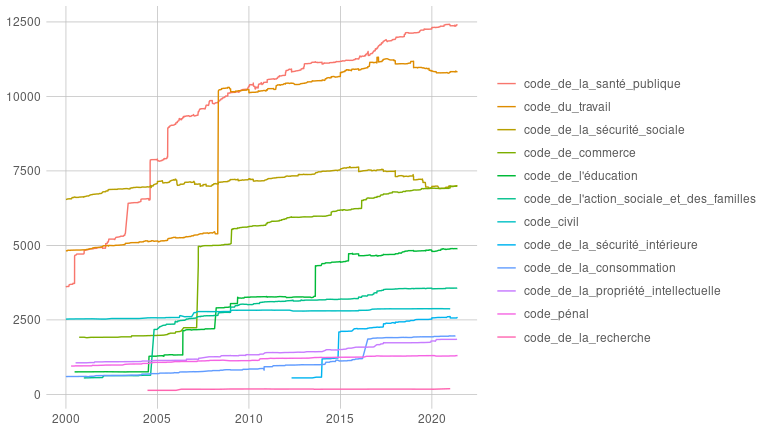 12500
10000
7500
5000
2500
0
2000 2005 2010 2015 2020
code_de_la_santé_publique
code_du_travail
code_de_la_sécurité_sociale
code_de_commerce
code_de_l'éducation
code_de_l'action_sociale_et_des_familles
code_civil
code_de_la_sécurité_intérieure
code_de_la_consommation
code_de_la_propriété_intellectuelle
code_pénal
code_de_la_recherche